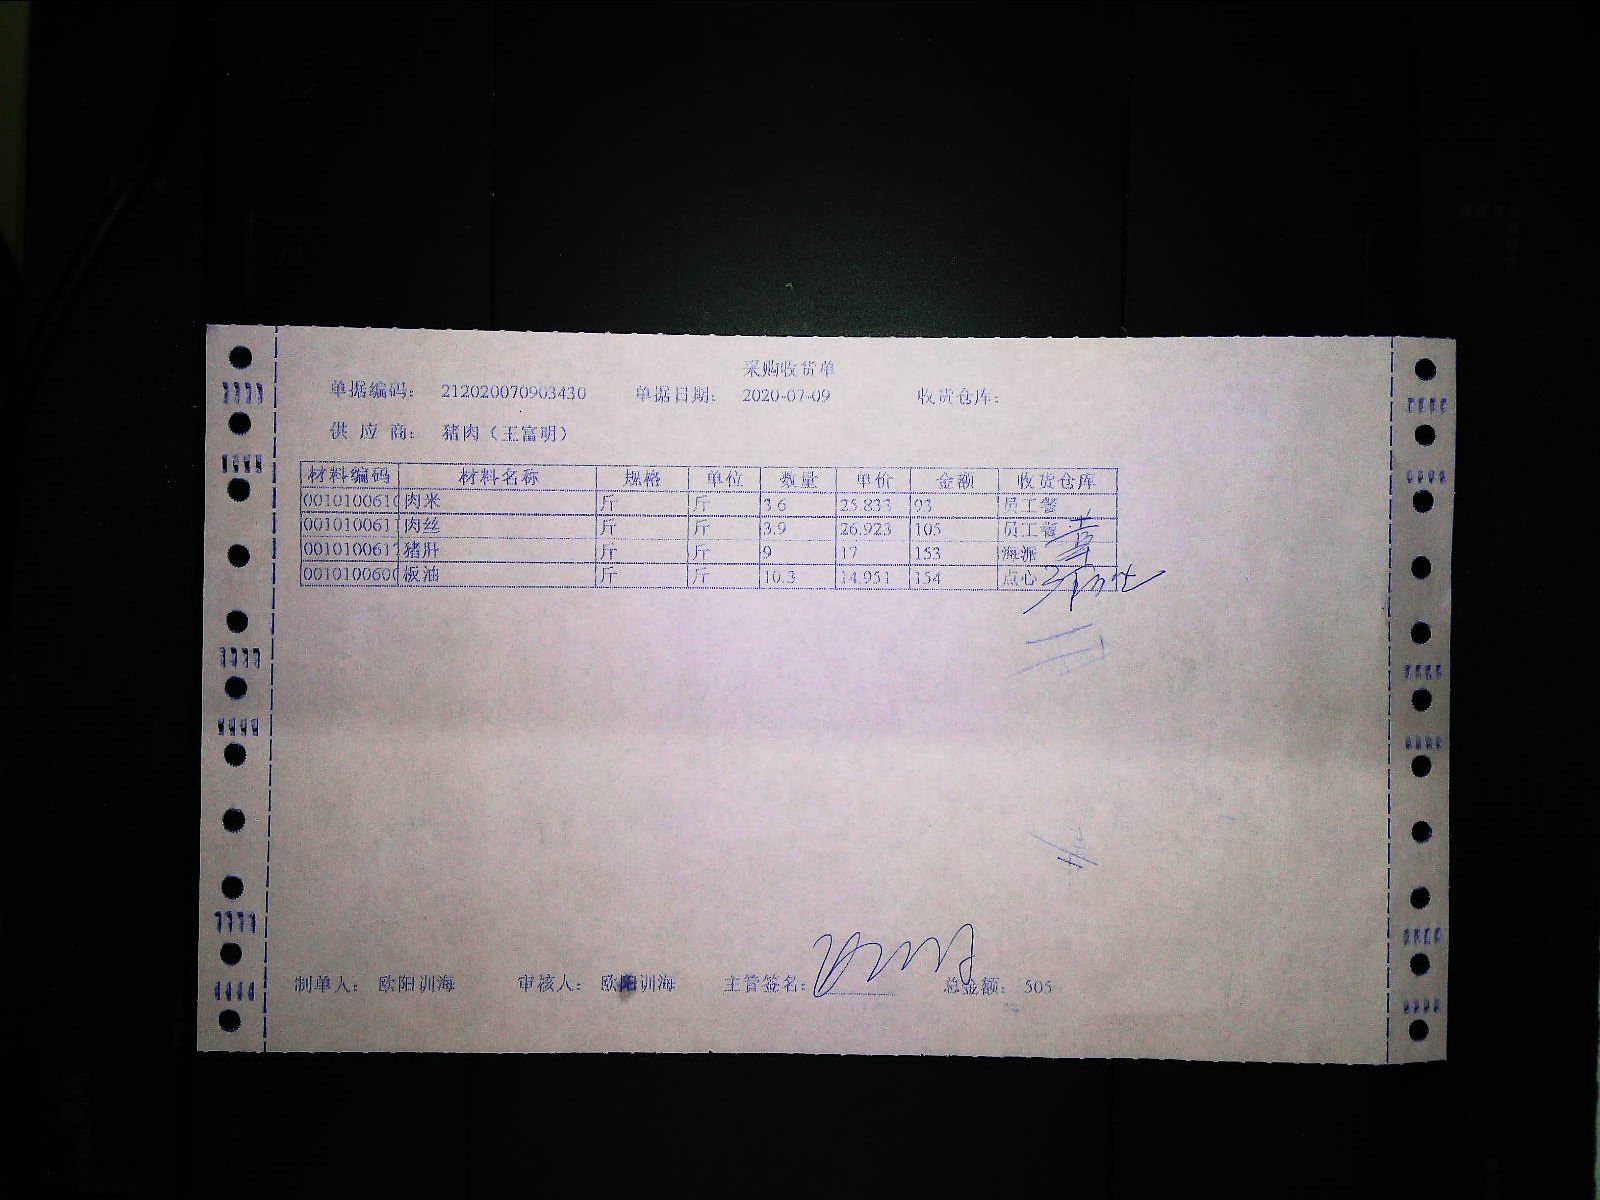 采购收货单
单据编码： 212020070903430 单据日期： 2020-07-09 收货仓库：
供 应 商： 猪肉（王富明）
材料编码 材料名称 规格 单位 数量 单价 金额 收货仓库
0010100610 肉米 斤 斤 3.6 25.833 93 员工餐
0010100611 肉丝 斤 斤 3.9 26.923 105 员工餐
001010061 猪肝 斤 斤 9 17 153 海派
0010100600 板油 斤 斤 10.3 14.951 154 点心
制单人： 欧阳训海 审核人： 欧阳训海 主管签名： 总金额： 505